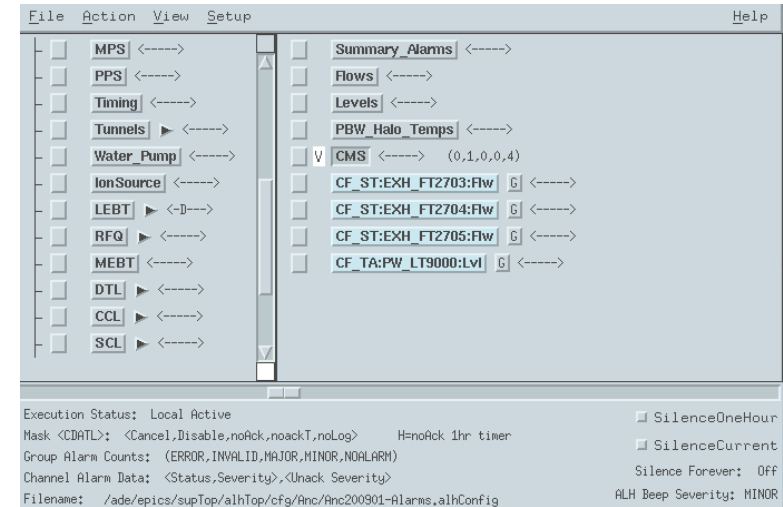 File Action View Setup Help
MPS <----->
PPS <----->
Timing <----->
Tunnels <----->
Water_Pump <----->
IonSource <----->
LEBT <-D--->
RFQ <----->
MEBT <----->
DTL <----->
CCL <----->
SCL <----->
Summary_Alarms <----->
Flows <----->
Levels <----->
PBW_Halo_Temps <----->
V CMS <-----> (0,1,0,0,4)
CF_ST:EXH_FT2703:Flw G <----->
CF_ST:EXH_FT2704:Flw G <----->
CF_ST:EXH_FT2705:Flw G <----->
CF_TA:PW_LT9000:Lvl G <----->
Execution Status: Local Active
Mask <CDATL>: <Cancel,Disable,noAck,noackT,noLog> H=noAck 1hr timer
Group Alarm Counts: (ERROR,INVALID,MAJOR,MINOR,NOALARM)
Channel Alarm Data: <Status,Severity>,<Unack Severity>
Filename: /ade/epics/supTop/alhTop/cfg/Anc/Anc200901-Alarms.alhConfig
SilenceOneHour
SilenceCurrent
Silence Forever: Off
ALH Beep Severity: MINOR